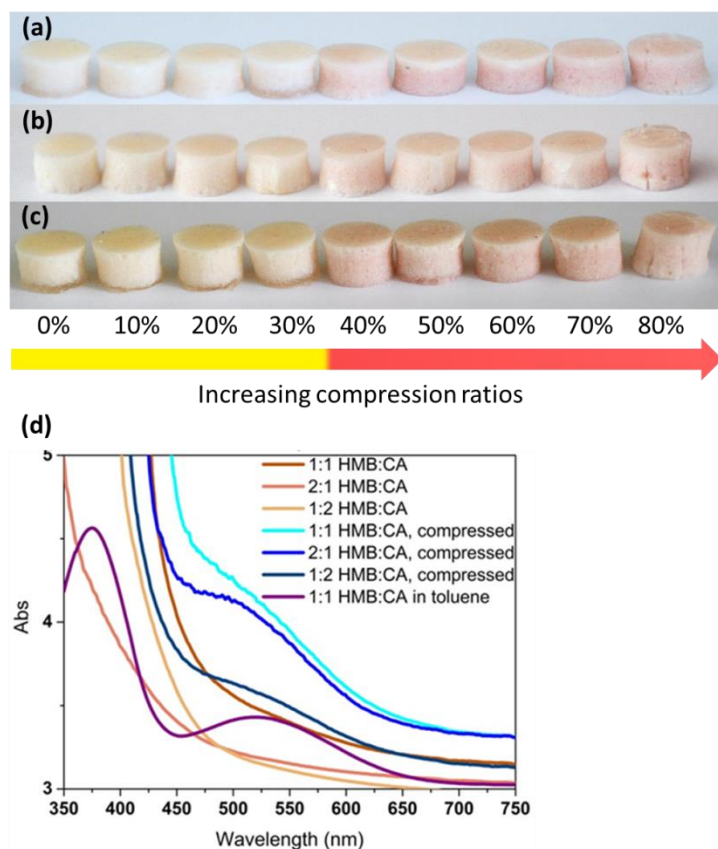 (a)
(b)
(c)
0% 10% 20% 30% 40% 50% 60% 70% 80%
Increasing compression ratios
(d)
5
4
3
Abs
1:1 HMB:CA
2:1 HMB:CA
1:2 HMB:CA
1:1 HMB:CA, compressed
2:1 HMB:CA, compressed
1:2 HMB:CA, compressed
1:1 HMB:CA in toluene
350 400 450 500 550 600 650 700 750
Wavelength (nm)